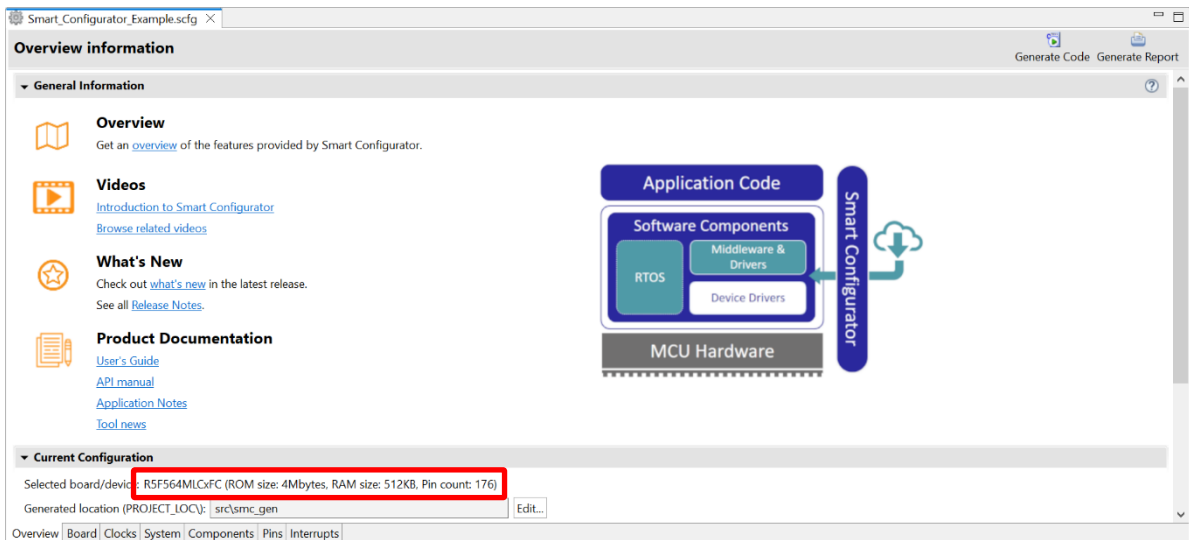 Smart_Configurator_Example.scfg
Overview information
Generate Code Generate Report
General Information
Overview
Get an overview of the features provided by Smart Configurator.
Videos
Introduction to Smart Configurator
Browse related videos
What's New
Check out what's new in the latest release.
See all Release Notes.
Product Documentation
User's Guide
API manual
Application Notes
Tool news
Application Code
Software Components
RTOS
Middleware &
Drivers
Device Drivers
MCU Hardware
Smart Configurator
Current Configuration
Selected board/device: R5F564MLCxFC (ROM size: 4Mbytes, RAM size: 512KB, Pin count: 176)
Generated location (PROJECT_LOC\): src\smc_gen Edit...
Overview Board Clocks System Components Pins Interrupts